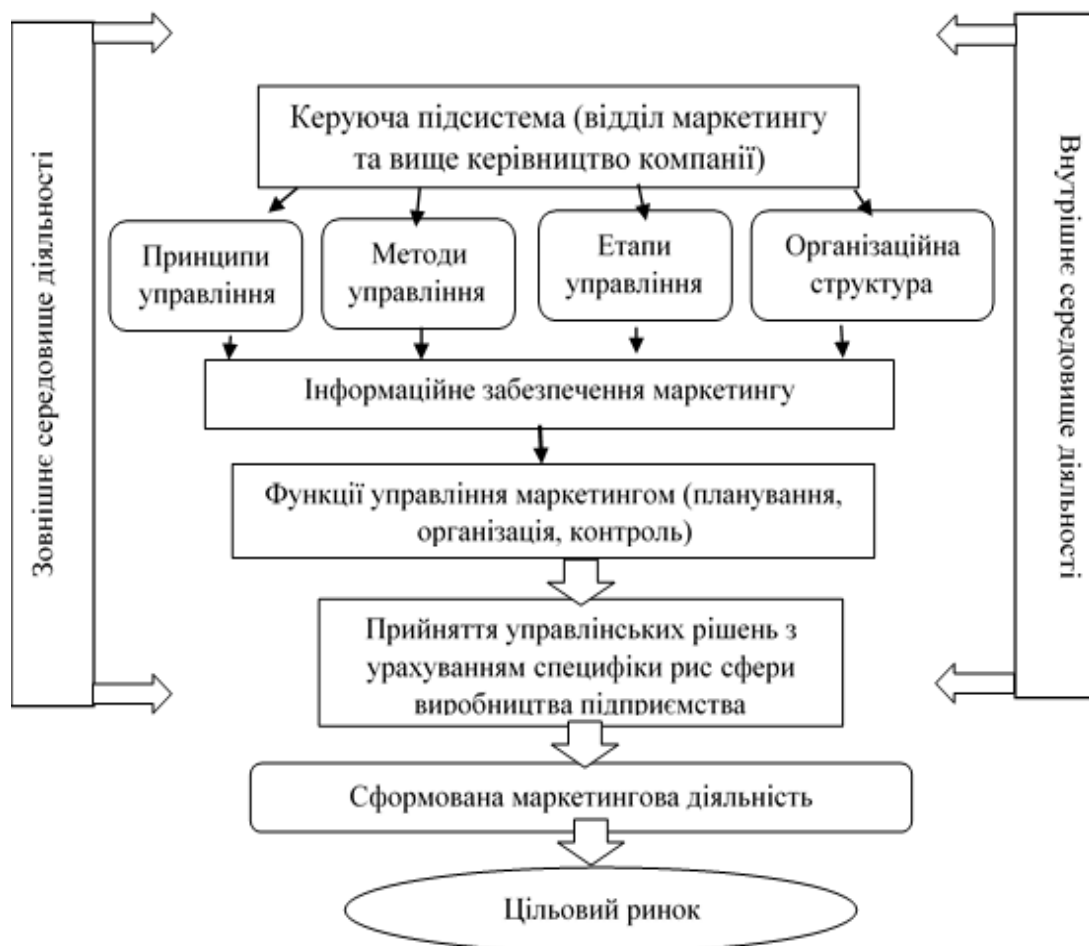 Зовнішнє середовище діяльності
Керуюча підсистема (відділ маркетингу
та вище керівництво компанії)
Принципи
управління
Методи
управління
Етапи
управління
Організаційна
структура
Інформаційне забезпечення маркетингу
Функції управління маркетингом (планування,
організація, контроль)
Прийняття управлінських рішень з
урахуванням специфіки рис сфери
виробництва підприємства
Сформована маркетингова діяльність
Цільовий ринок
Внутрішнє середовище діяльності